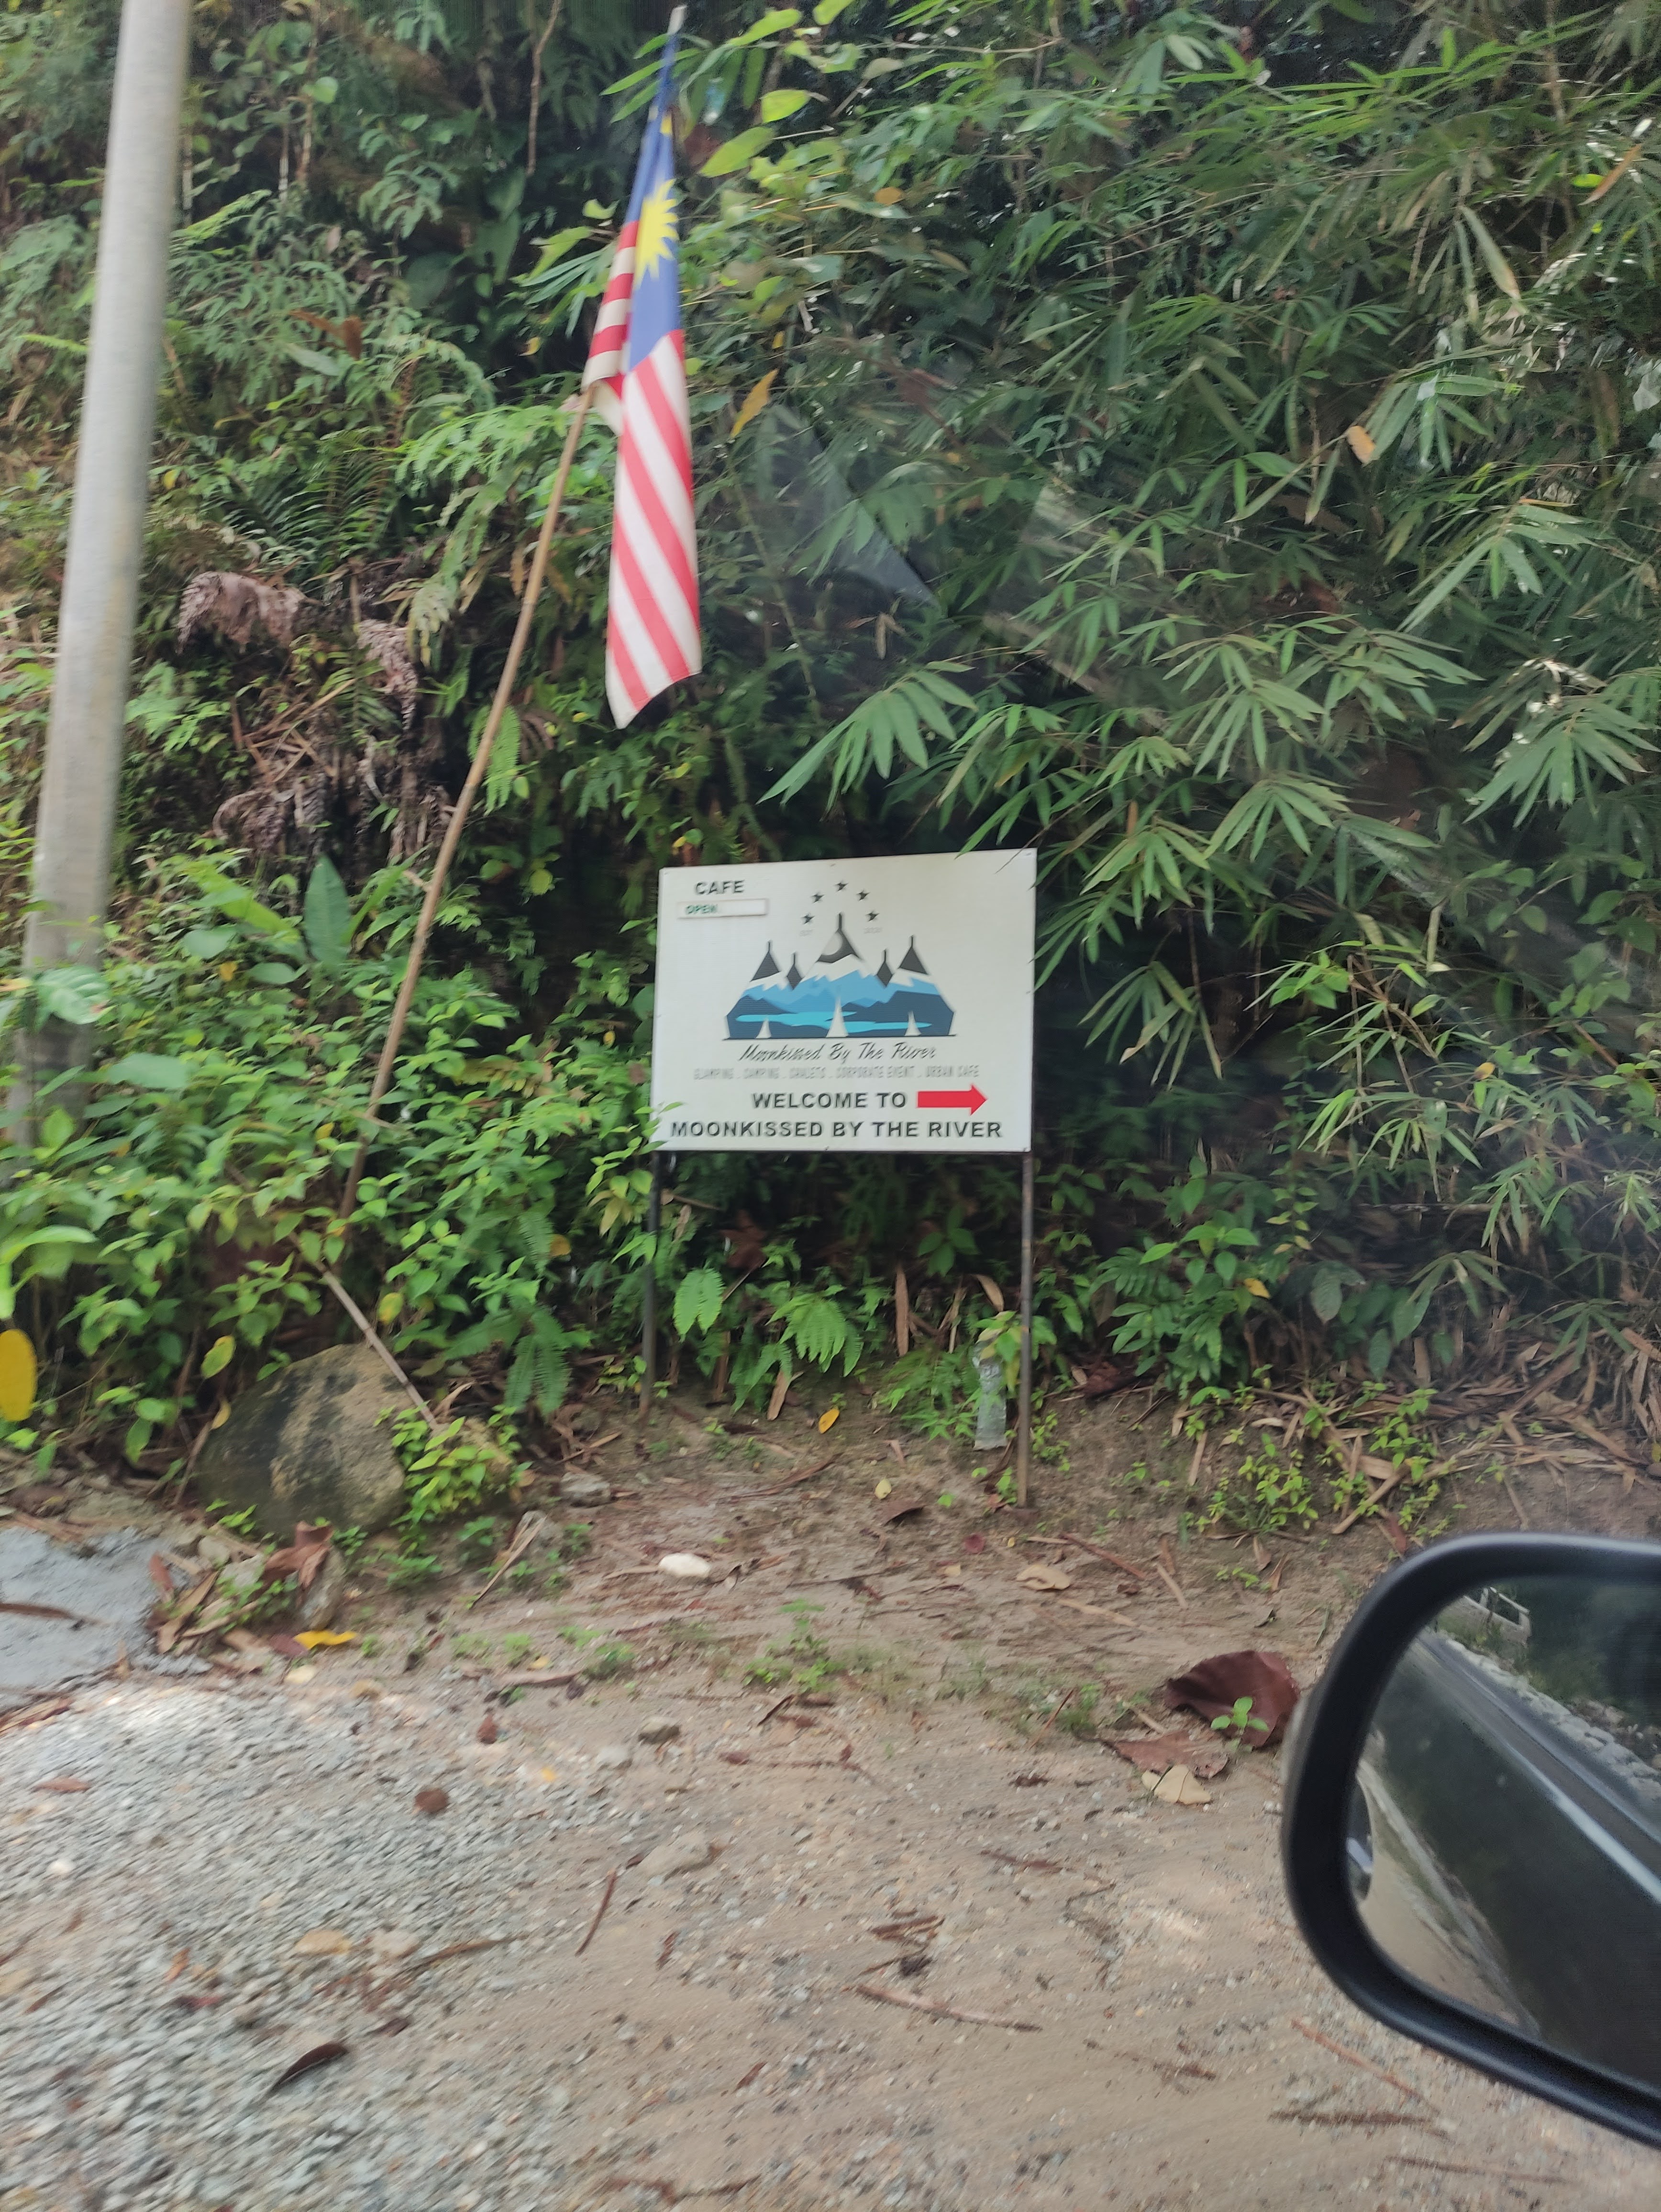 CAFE
OPEN
Moonkissed By The River
GLAMPING . CAMPING . CHALETS . CORPORATE EVENT . URBAN CAFE
WELCOME TO
MOONKISSED BY THE RIVER